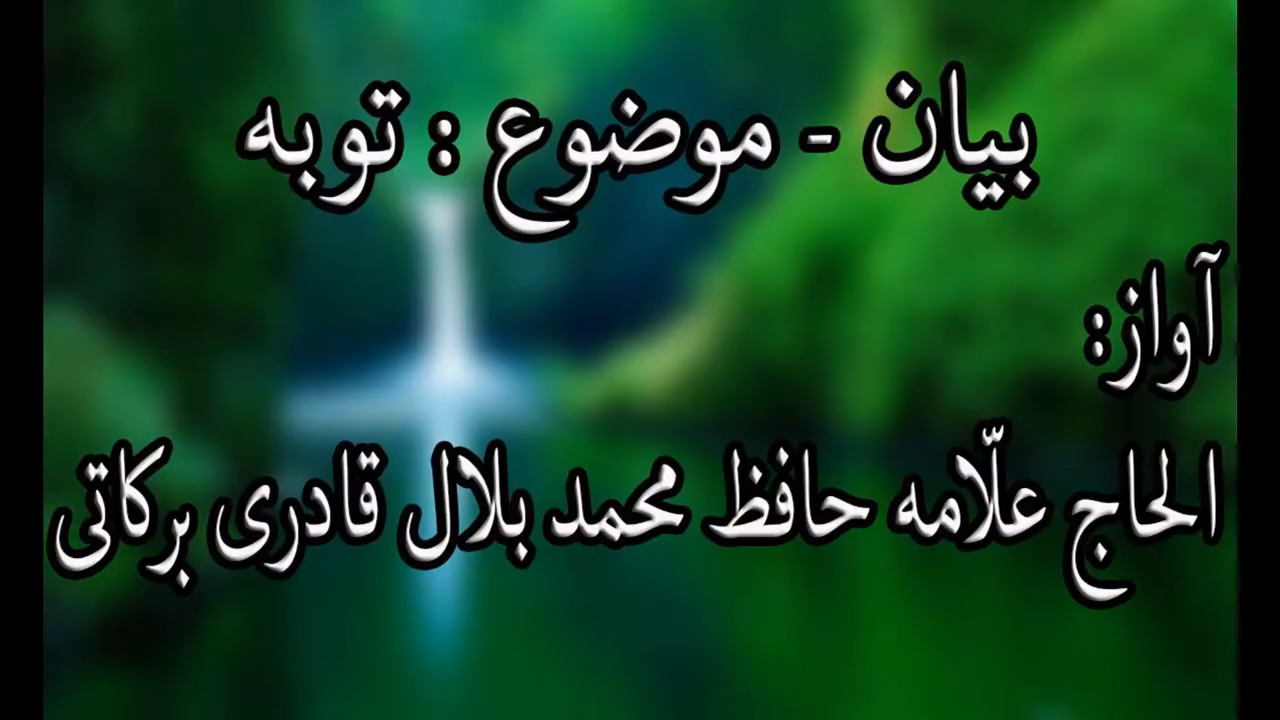 بیان - موضوع : توبہ
آواز:
الحاج علّامہ حافظ محمد بلال قادری برکاتی